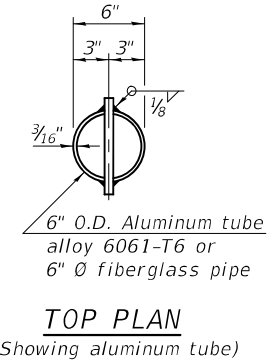 6"
3" 3"
1/8
3/16"
6" O.D. Aluminum tube
alloy 6061-T6 or
6" Ø fiberglass pipe
TOP PLAN
Showing aluminum tube)